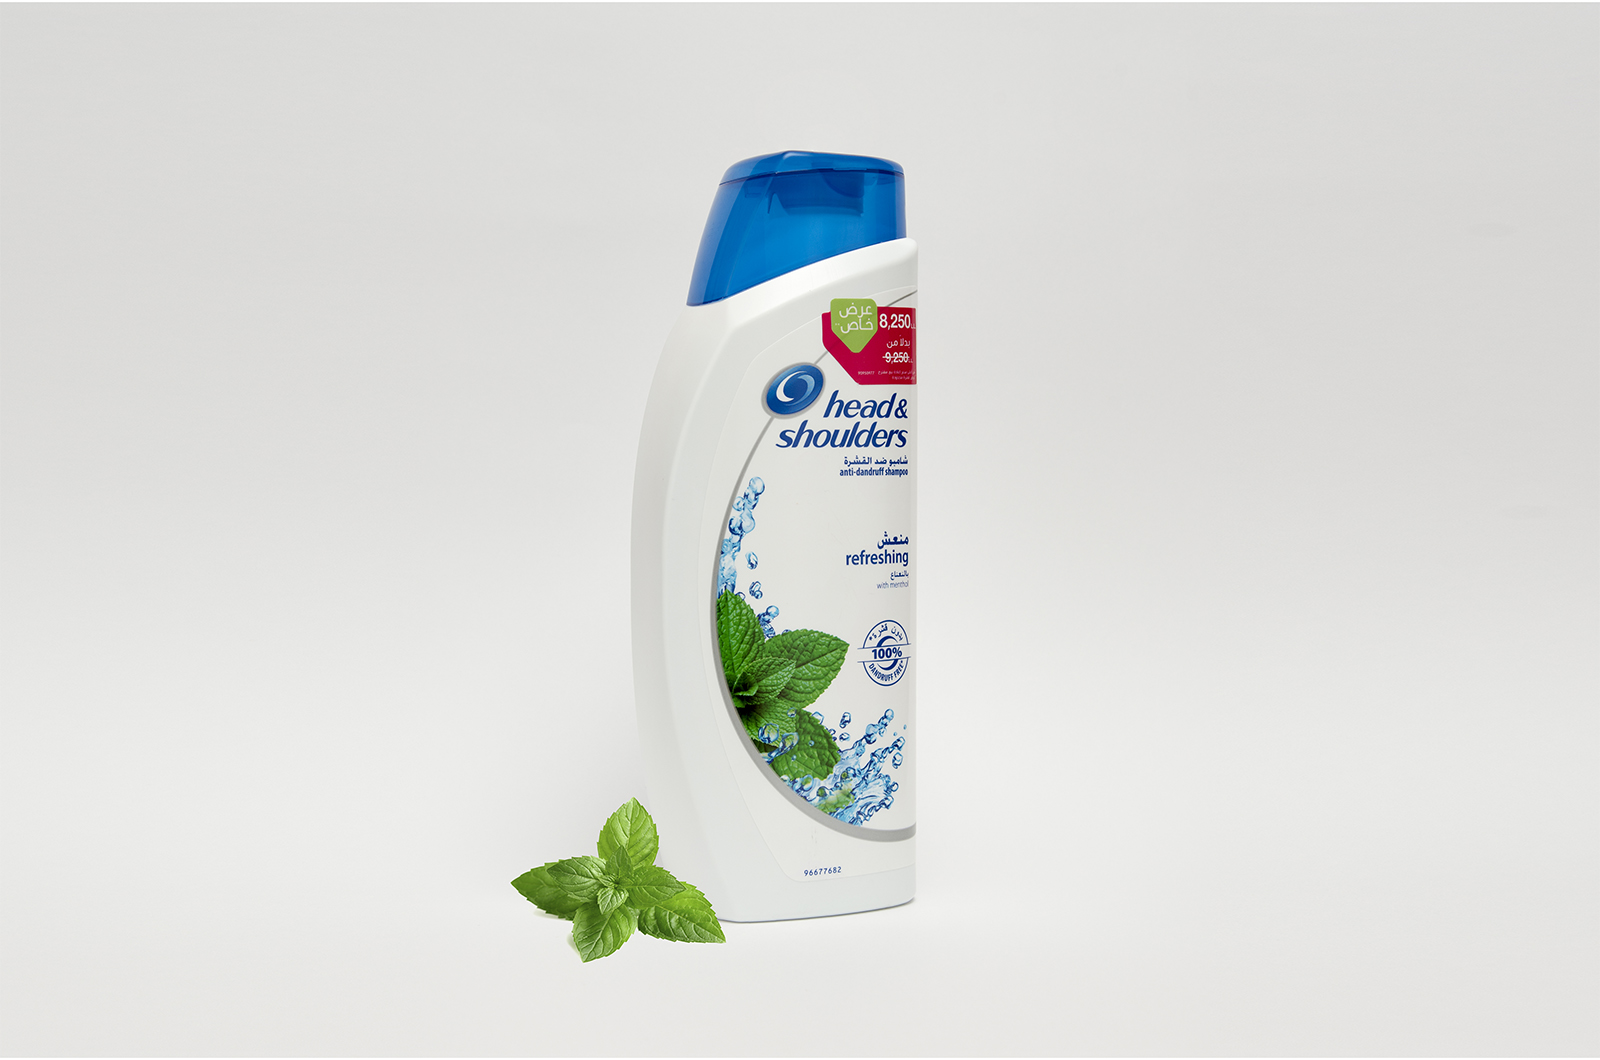 عرض
خاص
8,250
بدلاً من
9,250
head &
shoulders
شامبو ضد القشرة
anti-dandruff shampoo
منعش
refreshing
بالنعناع
with menthol
بدون قشرة*
100%
DANDRUFF FREE*
96677682